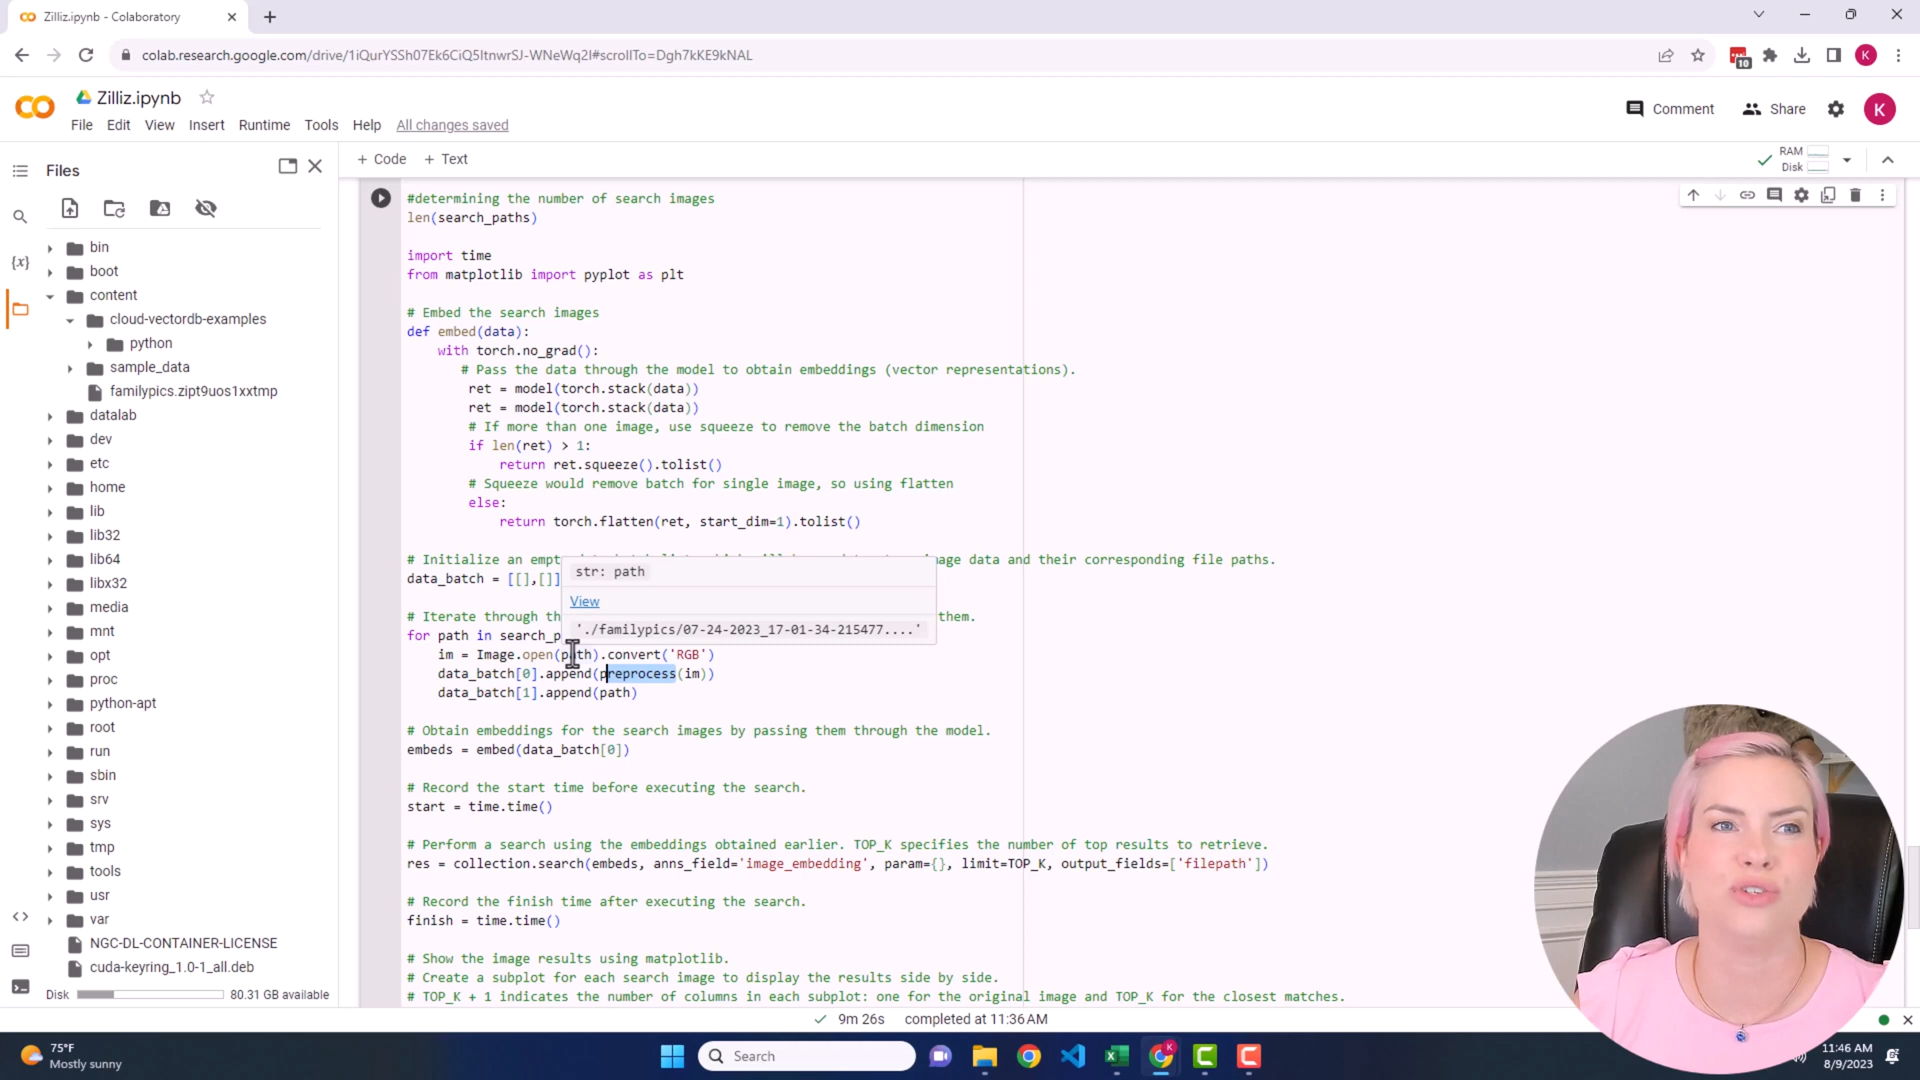 Zilliz.ipynb - Colaboratory
colab.research.google.com/drive/1iQurYSSh07Ek6CiQ5ItnwrSJ-WNeWq2I#scrollTo=Dgh7kKE9kNAL
10
K
Zilliz.ipynb
File Edit View Insert Runtime Tools Help All changes saved
Comment
Share
K
Files
+ Code + Text
RAM
Disk
bin
boot
content
cloud-vectordb-examples
python
sample_data
familypics.zipt9uos1xxtmp
datalab
dev
etc
home
lib
lib32
lib64
libx32
media
mnt
opt
proc
python-apt
root
run
sbin
srv
sys
tmp
tools
usr
var
NGC-DL-CONTAINER-LICENSE
cuda-keyring_1.0-1_all.deb
Disk 80.31 GB available
#determining the number of search images
len(search_paths)
import time
from matplotlib import pyplot as plt
# Embed the search images
def embed(data):
with torch.no_grad():
# Pass the data through the model to obtain embeddings (vector representations).
ret = model(torch.stack(data))
ret = model(torch.stack(data))
# If more than one image, use squeeze to remove the batch dimension
if len(ret) > 1:
return ret.squeeze().tolist()
# Squeeze would remove batch for single image, so using flatten
else:
return torch.flatten(ret, start_dim=1).tolist()
# Initialize an empt age data and their corresponding file paths.
data_batch = [[],[]]
str: path
View
'./familypics/07-24-2023_17-01-34-215477....'
# Iterate through th them.
for path in search_p
im = Image.open(path).convert('RGB')
data_batch[0].append(preprocess(im))
data_batch[1].append(path)
# Obtain embeddings for the search images by passing them through the model.
embeds = embed(data_batch[0])
# Record the start time before executing the search.
start = time.time()
# Perform a search using the embeddings obtained earlier. TOP_K specifies the number of top results to retrieve.
res = collection.search(embeds, anns_field='image_embedding', param={}, limit=TOP_K, output_fields=['filepath'])
# Record the finish time after executing the search.
finish = time.time()
# Show the image results using matplotlib.
# Create a subplot for each search image to display the results side by side.
# TOP_K + 1 indicates the number of columns in each subplot: one for the original image and TOP_K for the closest matches.
9m 26s completed at 11:36 AM
75°F
Mostly sunny
Search
11:46 AM
8/9/2023